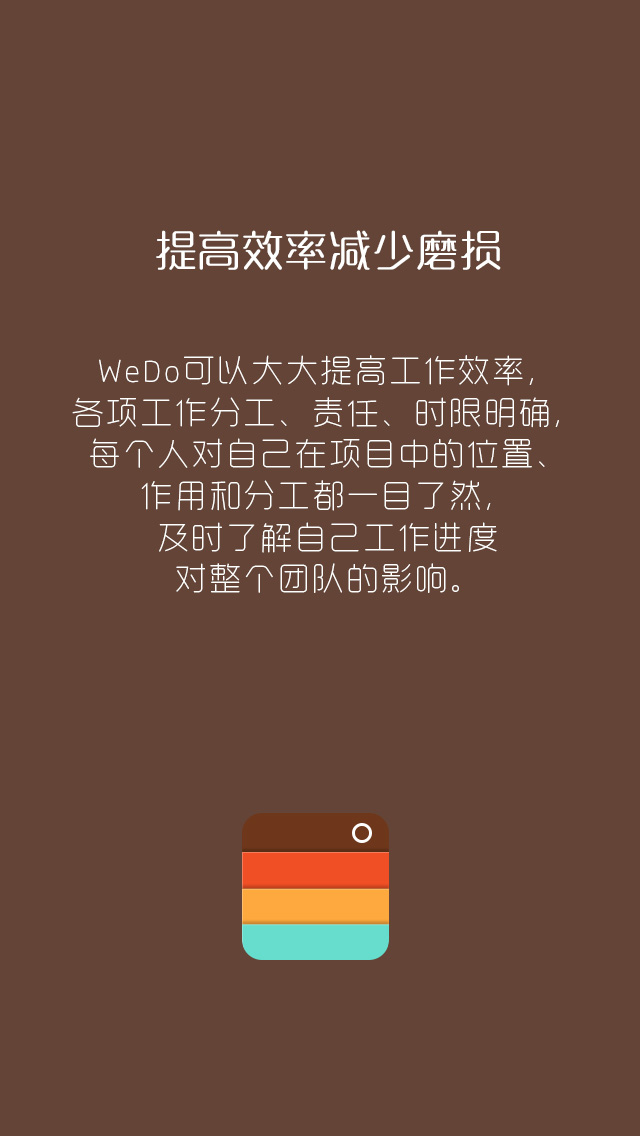 提高效率减少磨损
WeDo可以大大提高工作效率,
各项工作分工、责任、时限明确,
每个人对自己在项目中的位置、
作用和分工都一目了然,
及时了解自己工作进度
对整个团队的影响。